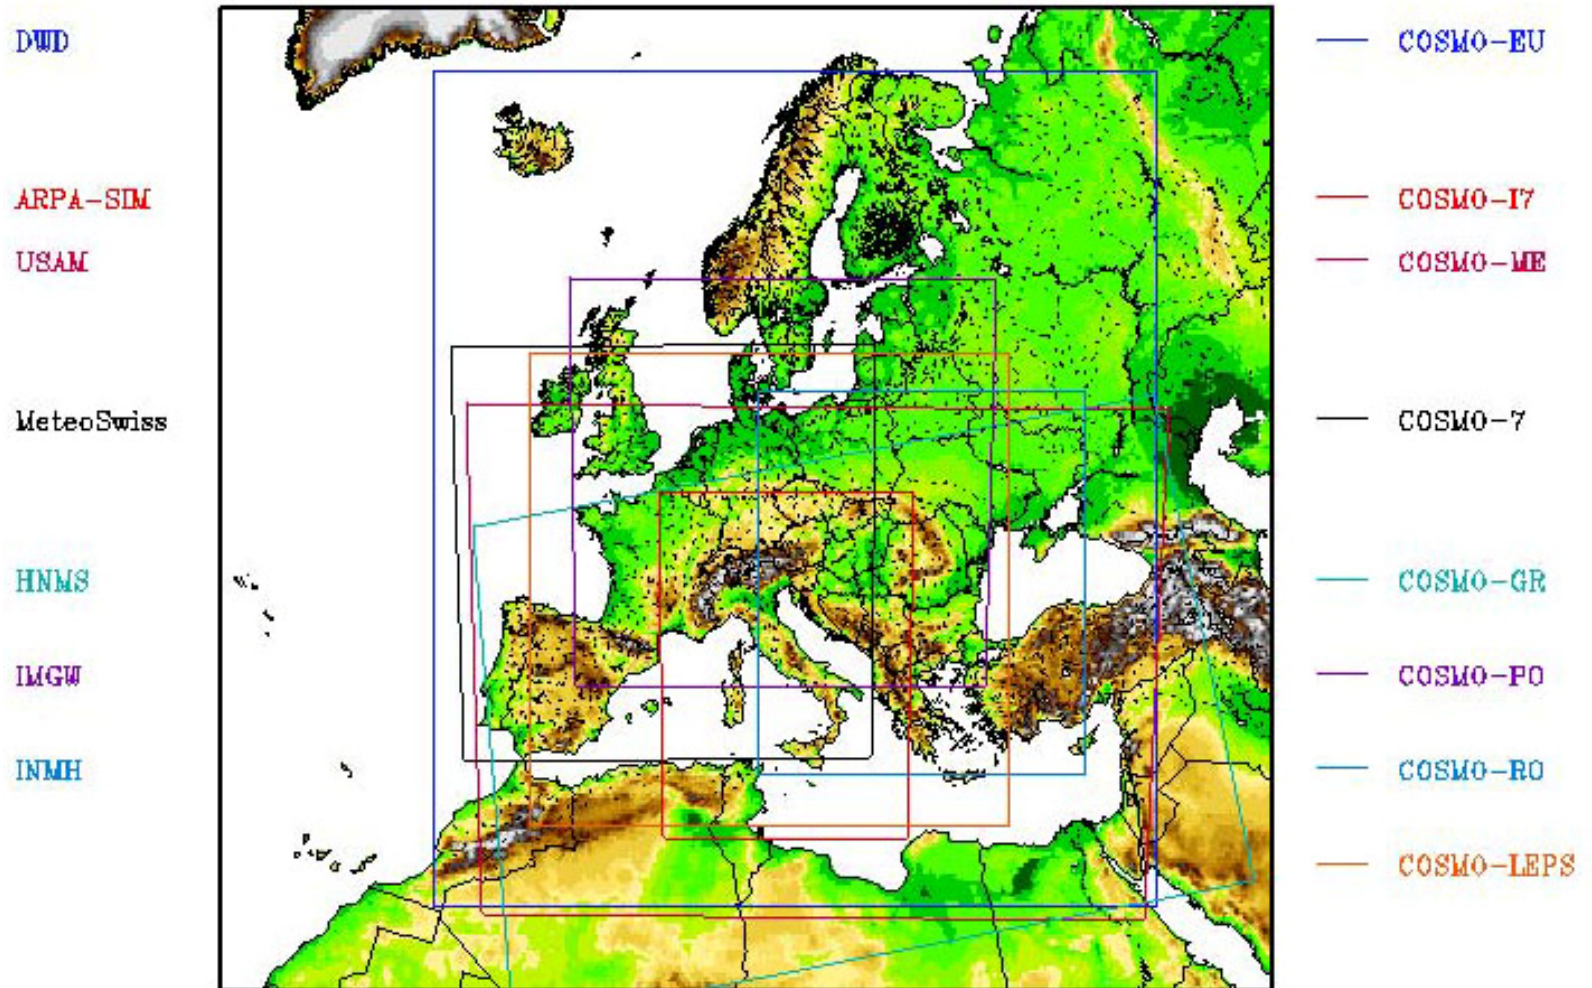 DWD COSMO-EU
ARPA-SIM COSMO-I7
USAM COSMO-ME
MeteoSwiss COSMO-7
HNMS COSMO-GR
IMGW COSMO-PO
INMH COSMO-RO
COSMO-LEPS